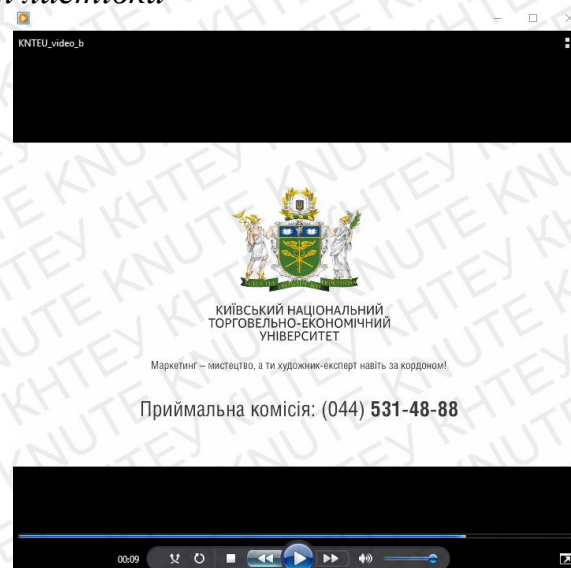 KNTEU_video_b
КИЇВСЬКИЙ НАЦІОНАЛЬНИЙ
ТОРГОВЕЛЬНО-ЕКОНОМІЧНИЙ
УНІВЕРСИТЕТ
Маркетинг – мистецтво, а ти художник-експерт навіть за кордоном!
Приймальна комісія: (044) 531-48-88
00:09